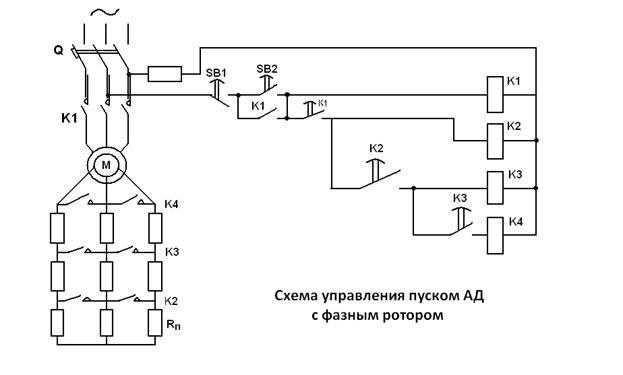 Q
SB1
SB2
K1
K1
K1
K1
K2
M
K2
K3
K4
K3
K4
K3
K2
Rп
Схема управления пуском АД
с фазным ротором